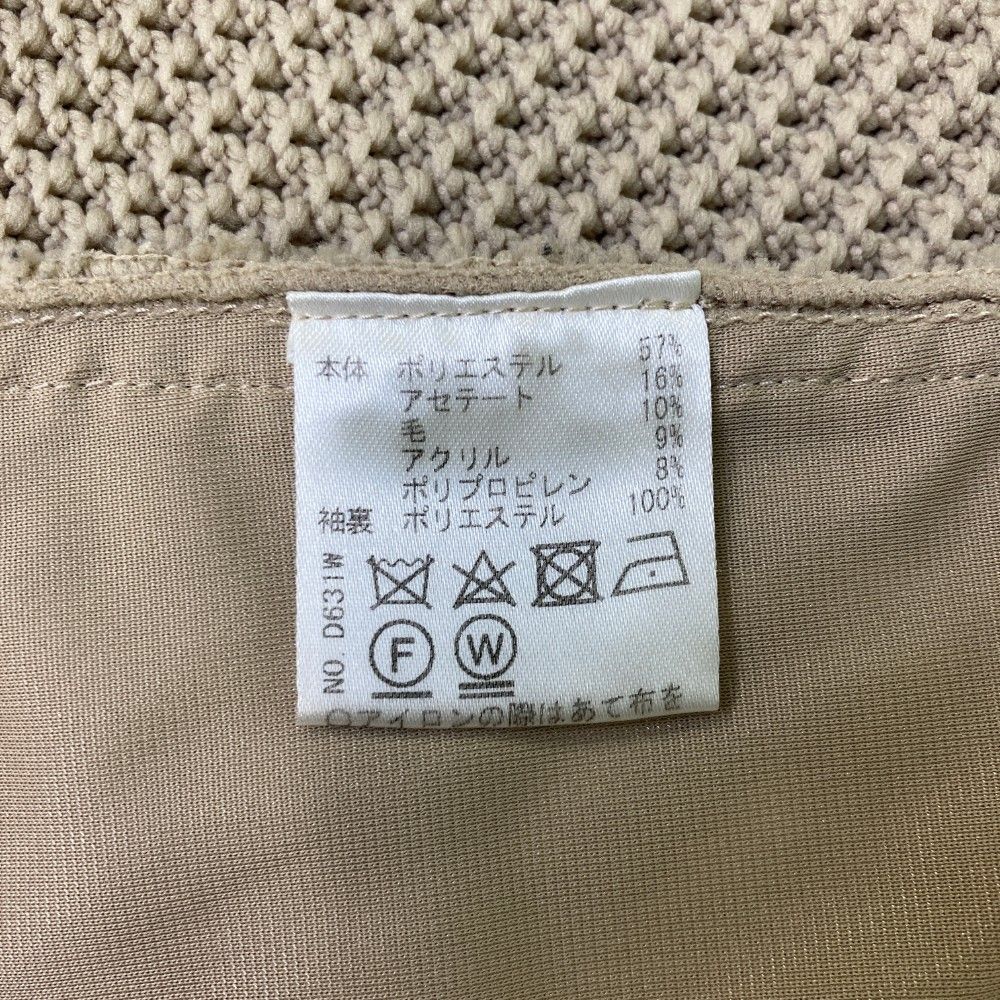 本体 ポリエステル 57%
アセテート 16%
毛 10%
アクリル 9%
ポリプロピレン 8%
袖裏 ポリエステル 100%
NO. D631W
F
W
○アイロンの際はあて布を